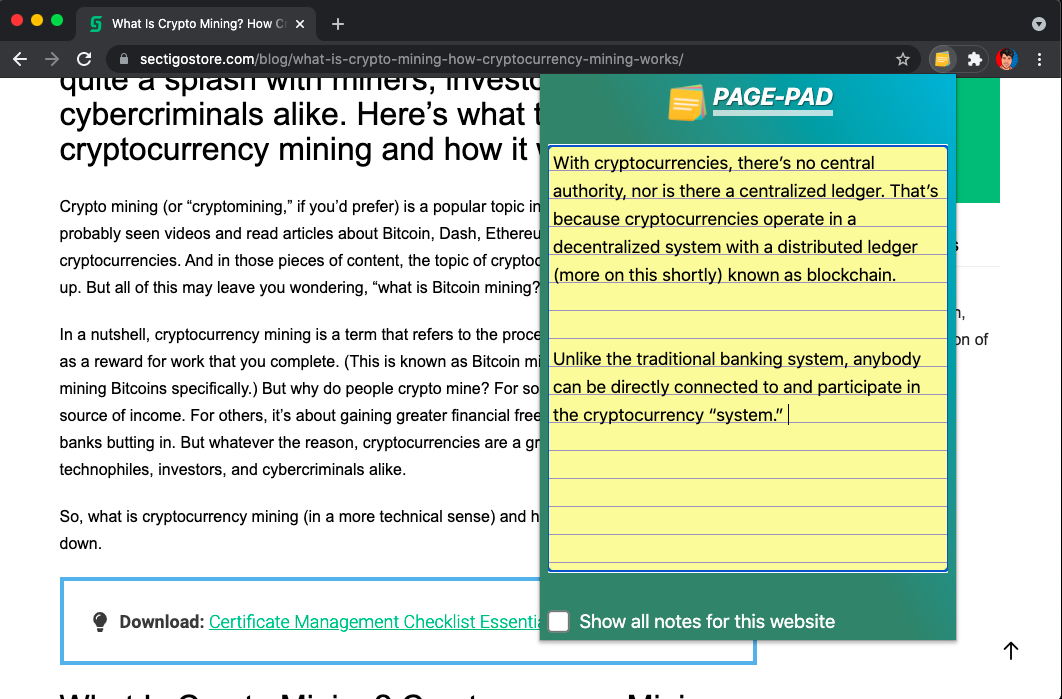 What Is Crypto Mining? How C
sectigostore.com/blog/what-is-crypto-mining-how-cryptocurrency-mining-works/
quite a splash with miners, investo
cybercriminals alike. Here’s what t
cryptocurrency mining and how it
Crypto mining (or “cryptomining,” if you’d prefer) is a popular topic in
probably seen videos and read articles about Bitcoin, Dash, Ethereu
cryptocurrencies. And in those pieces of content, the topic of cryptoc
up. But all of this may leave you wondering, “what is Bitcoin mining?
In a nutshell, cryptocurrency mining is a term that refers to the proce
as a reward for work that you complete. (This is known as Bitcoin mi
mining Bitcoins specifically.) But why do people crypto mine? For so
source of income. For others, it’s about gaining greater financial free
banks butting in. But whatever the reason, cryptocurrencies are a gr
technophiles, investors, and cybercriminals alike.
So, what is cryptocurrency mining (in a more technical sense) and h
down.
Download: Certificate Management Checklist Essentia
PAGE-PAD
With cryptocurrencies, there’s no central
authority, nor is there a centralized ledger. That’s
because cryptocurrencies operate in a
decentralized system with a distributed ledger
(more on this shortly) known as blockchain.
Unlike the traditional banking system, anybody
can be directly connected to and participate in
the cryptocurrency “system.”
Show all notes for this website
s
n,
on of